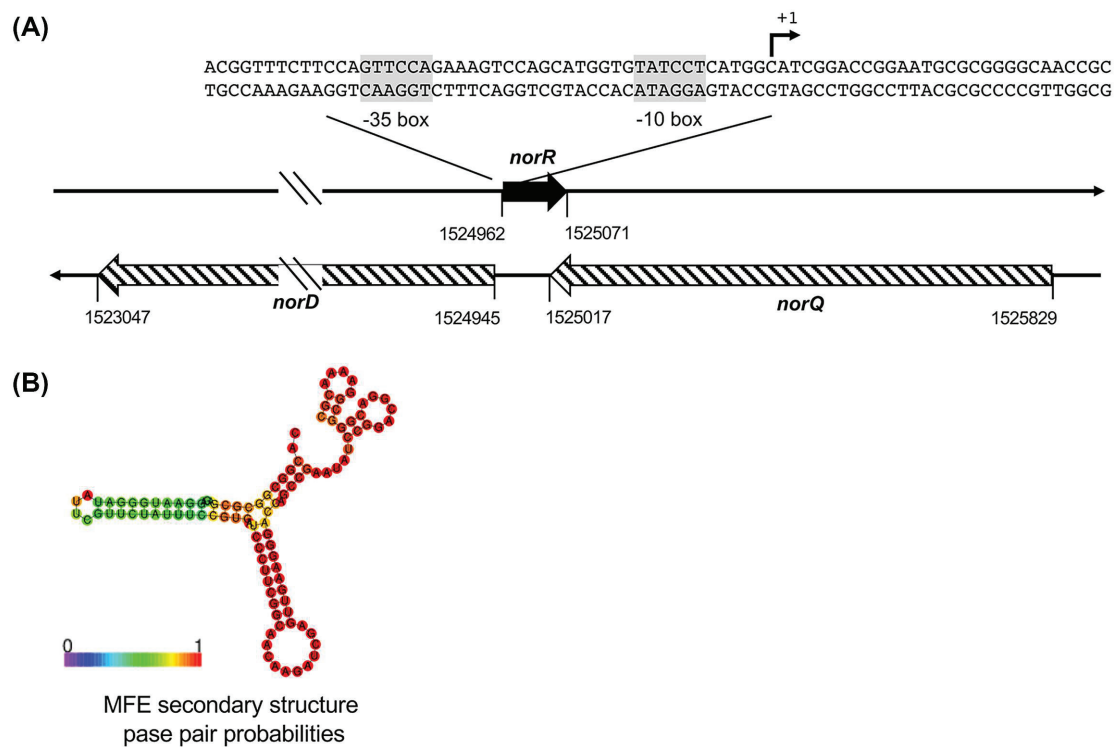 (A)
+1
ACGGTTTCTTCCAGTTCCAGAAAGTCCAGCATGGTGTATCCTCATGGCATCGGACCGGAATGCGCGGGGCAACCGC
TGCCAAAGAAGGTCAAGGTCTTTCAGGTCGTACCACATAGGAGTACCGTAGCCTGGCCTTACGCGCCCCGTTGGCG
-35 box
-10 box
norR
1524962
1525071
norD
norQ
1523047
1524945
1525017
1525829
(B)
0
1
MFE secondary structure
pase pair probabilities